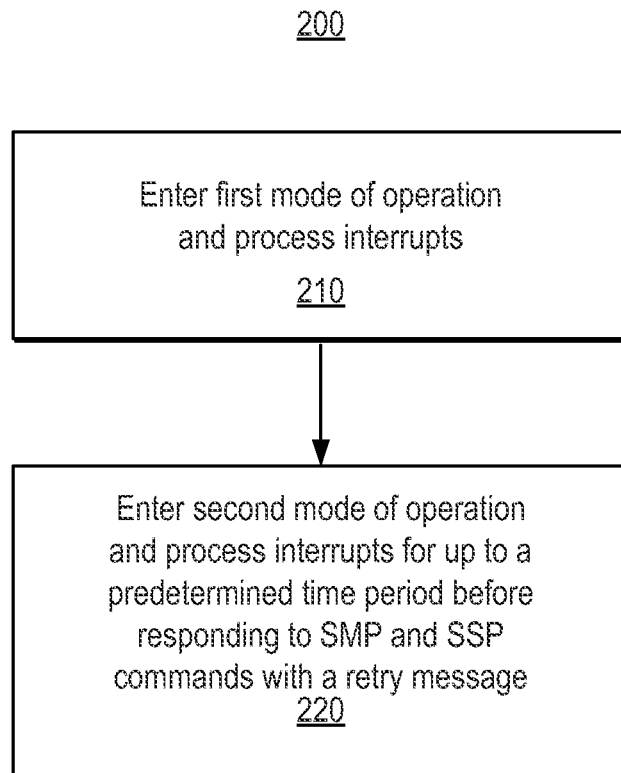 200
Enter first mode of operation
and process interrupts
210
Enter second mode of operation
and process interrupts for up to a
predetermined time period before
responding to SMP and SSP
commands with a retry message
220